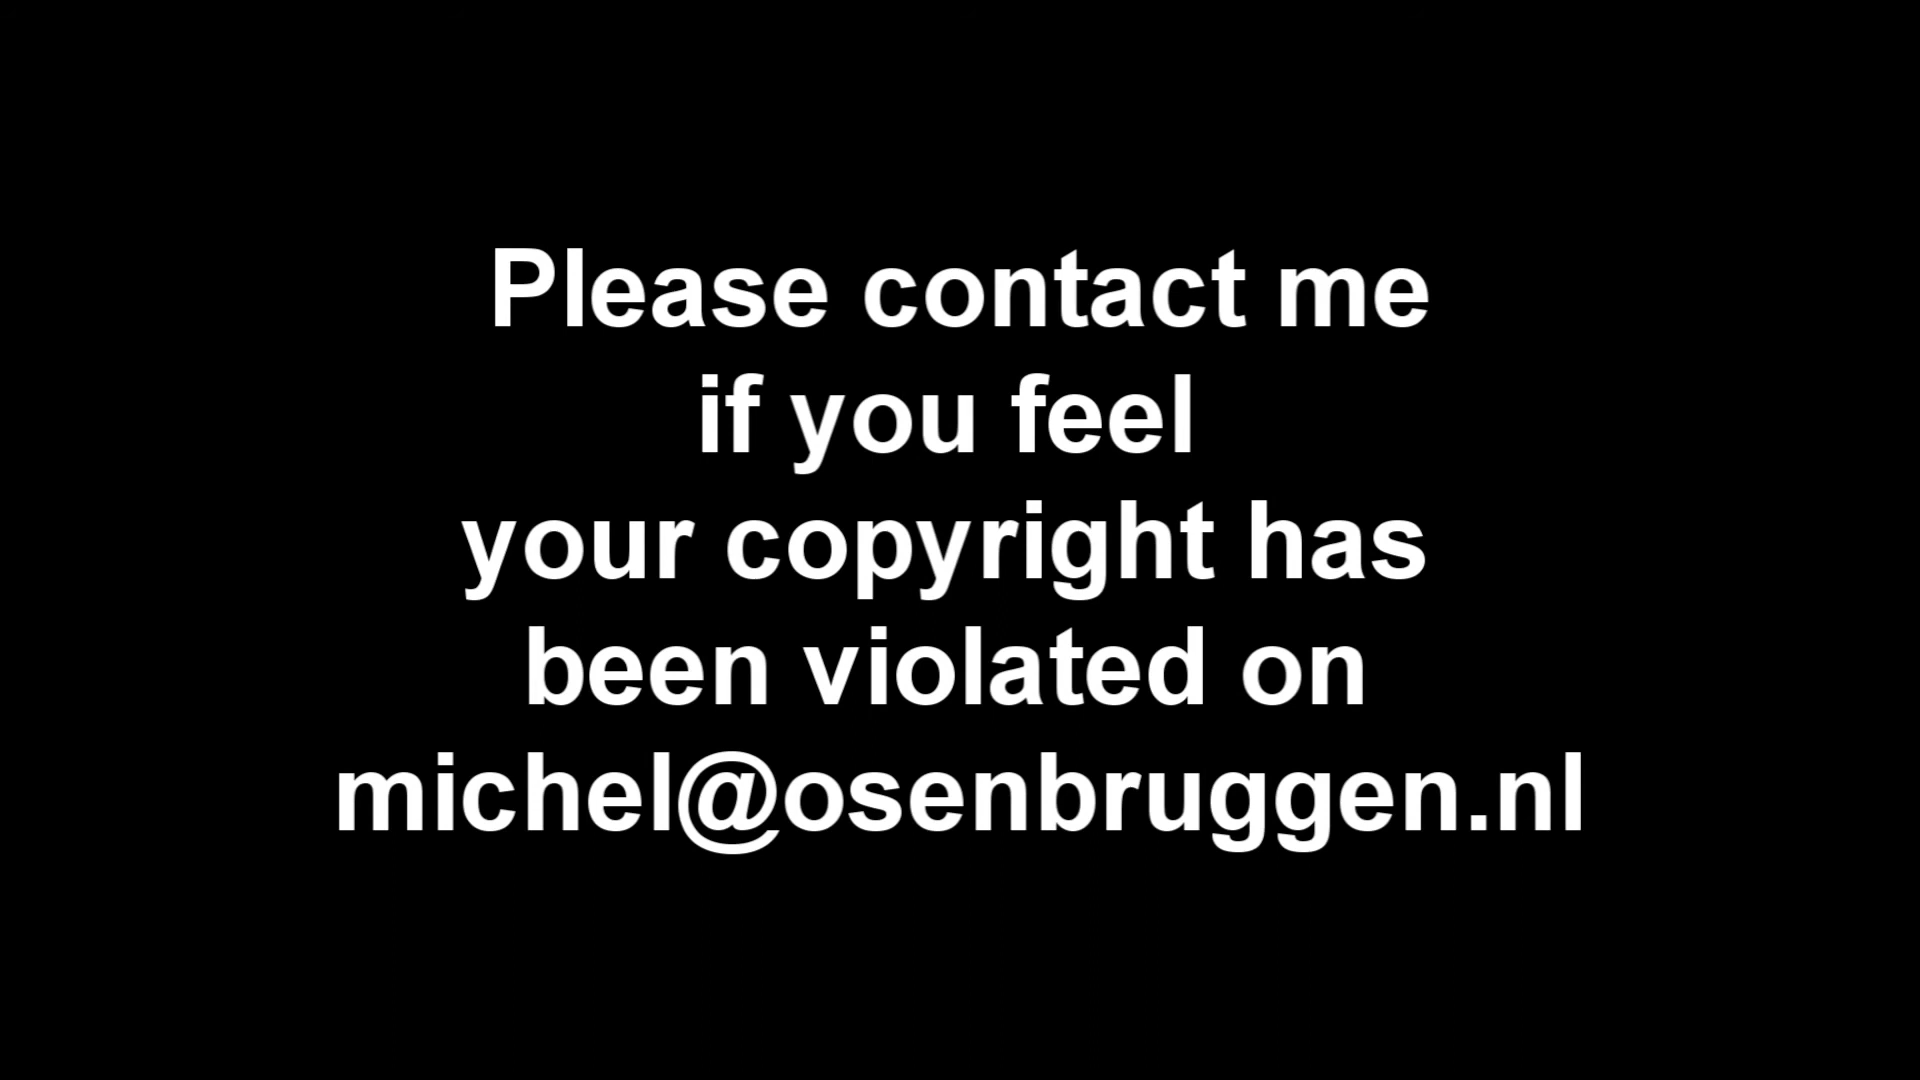 Please contact me
if you feel
your copyright has
been violated on
michel@osenbruggen.nl